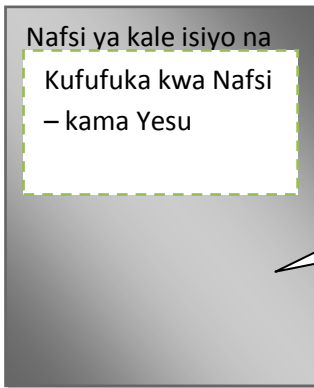 Nafsi ya kale isiyo na
Kufufuka kwa Nafsi
– kama Yesu